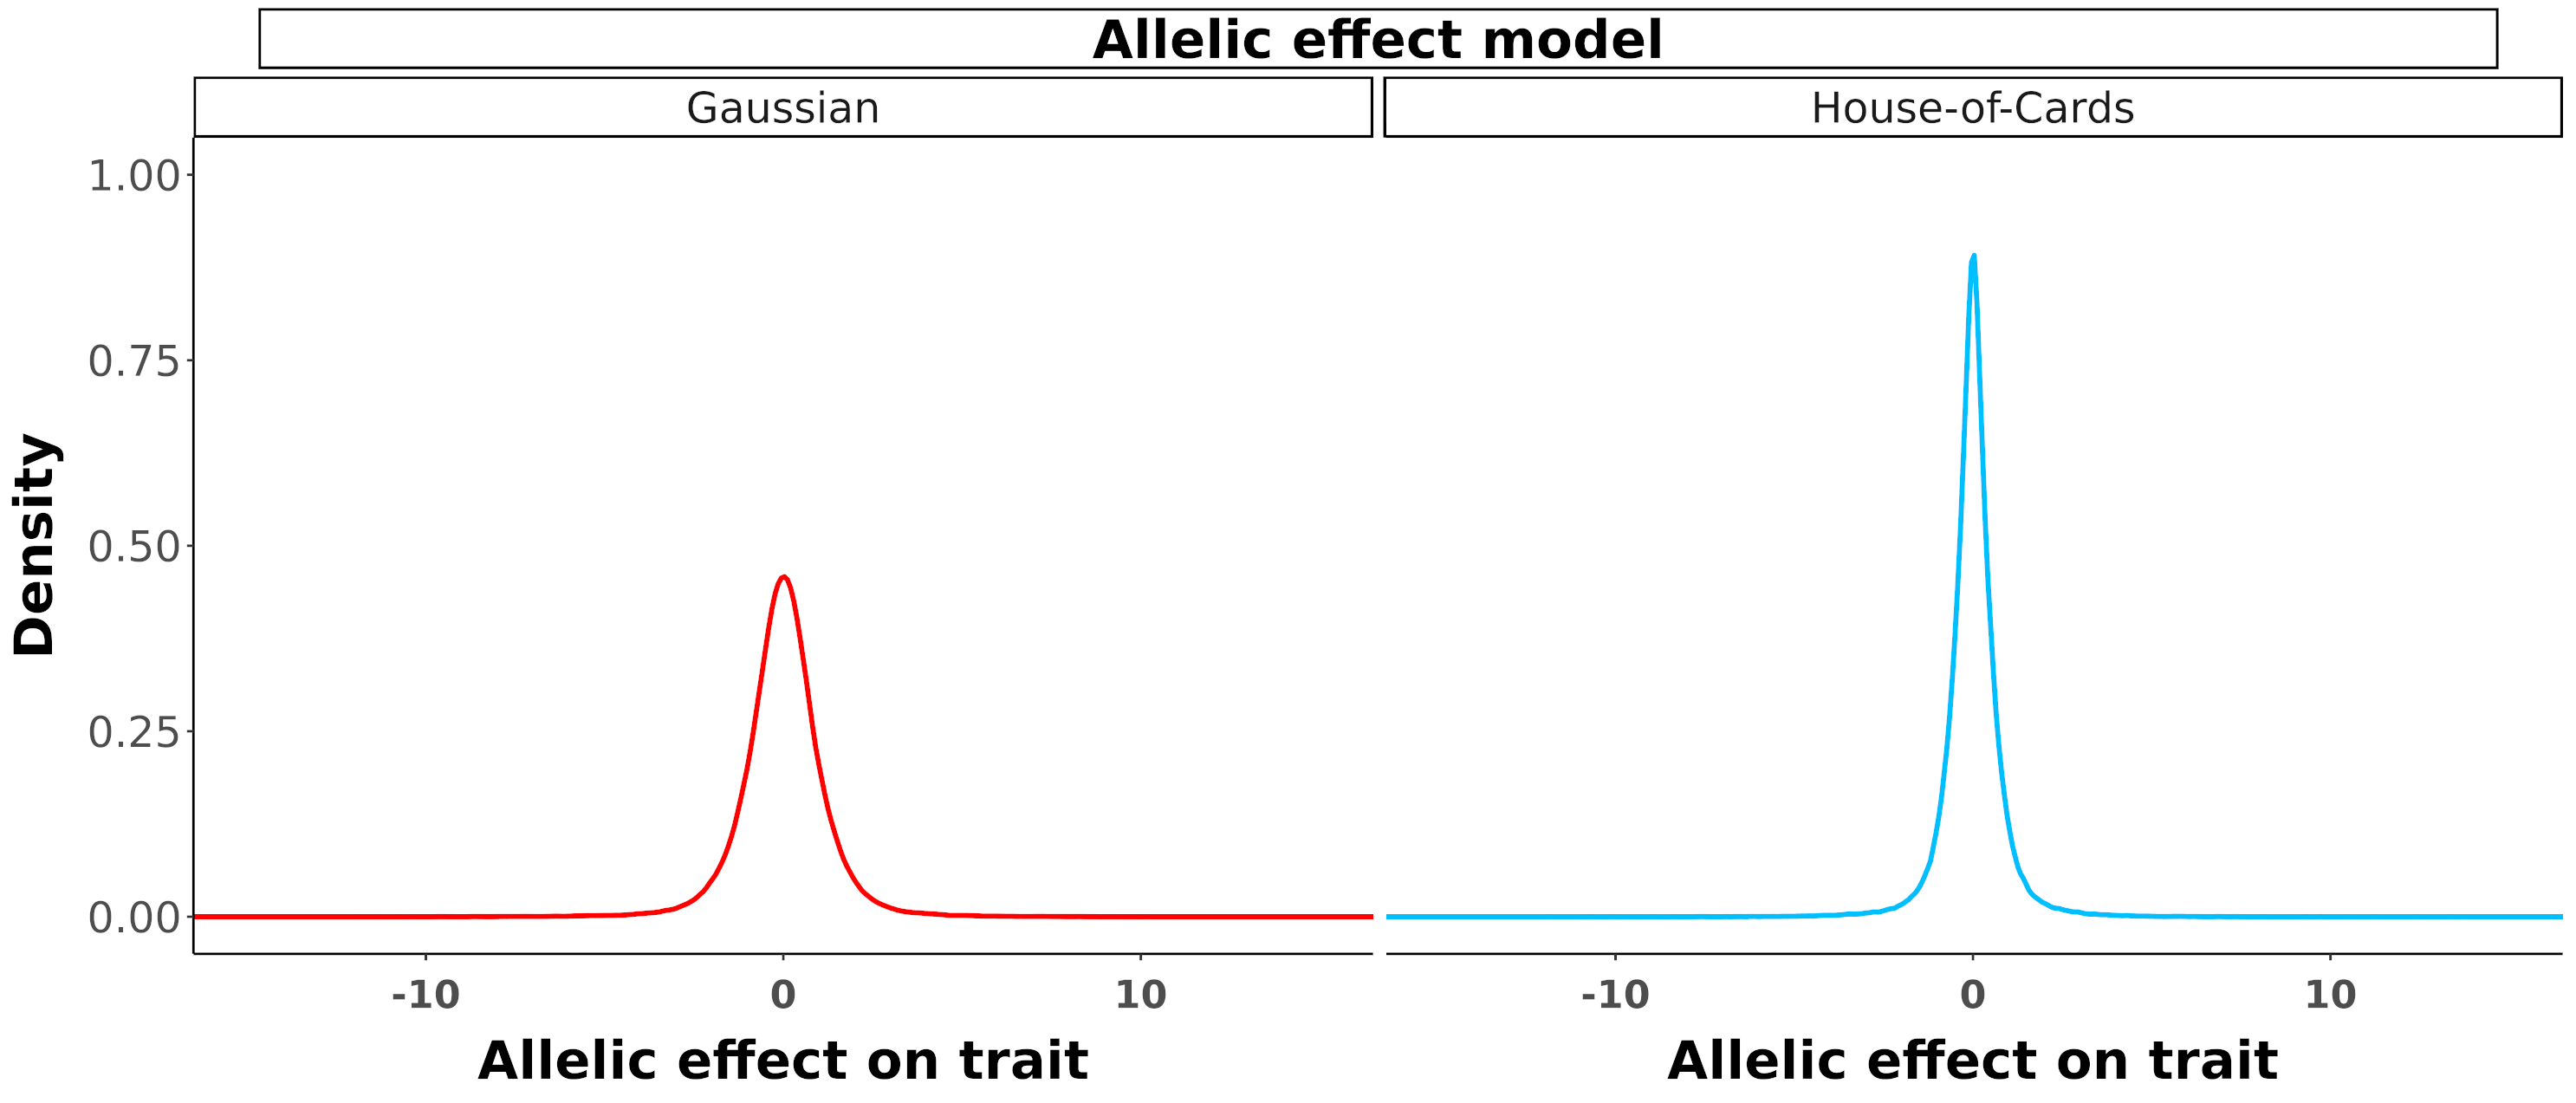 Allelic effect model
Gaussian
House-of-Cards
Density
1.00
0.75
0.50
0.25
0.00
-10 0 10
-10 0 10
Allelic effect on trait
Allelic effect on trait